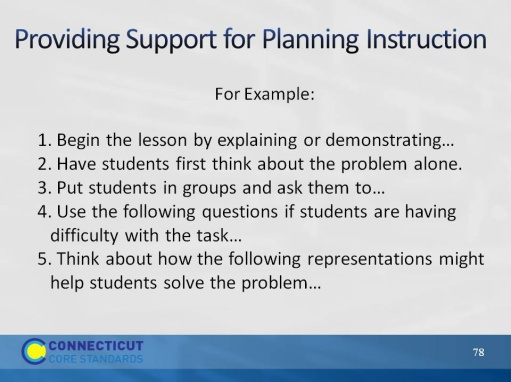 Providing Support for Planning Instruction
For Example:
1. Begin the lesson by explaining or demonstrating…
2. Have students first think about the problem alone.
3. Put students in groups and ask them to…
4. Use the following questions if students are having
difficulty with the task…
5. Think about how the following representations might
help students solve the problem…
CONNECTICUT
CORE STANDARDS
78